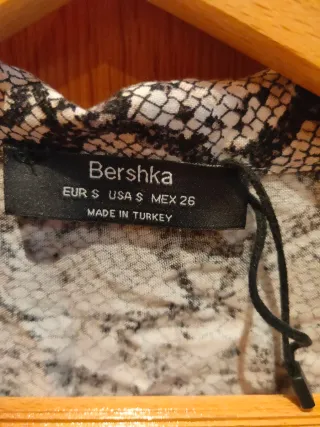 Bershka
EUR S USA S MEX 26
MADE IN TURKEY